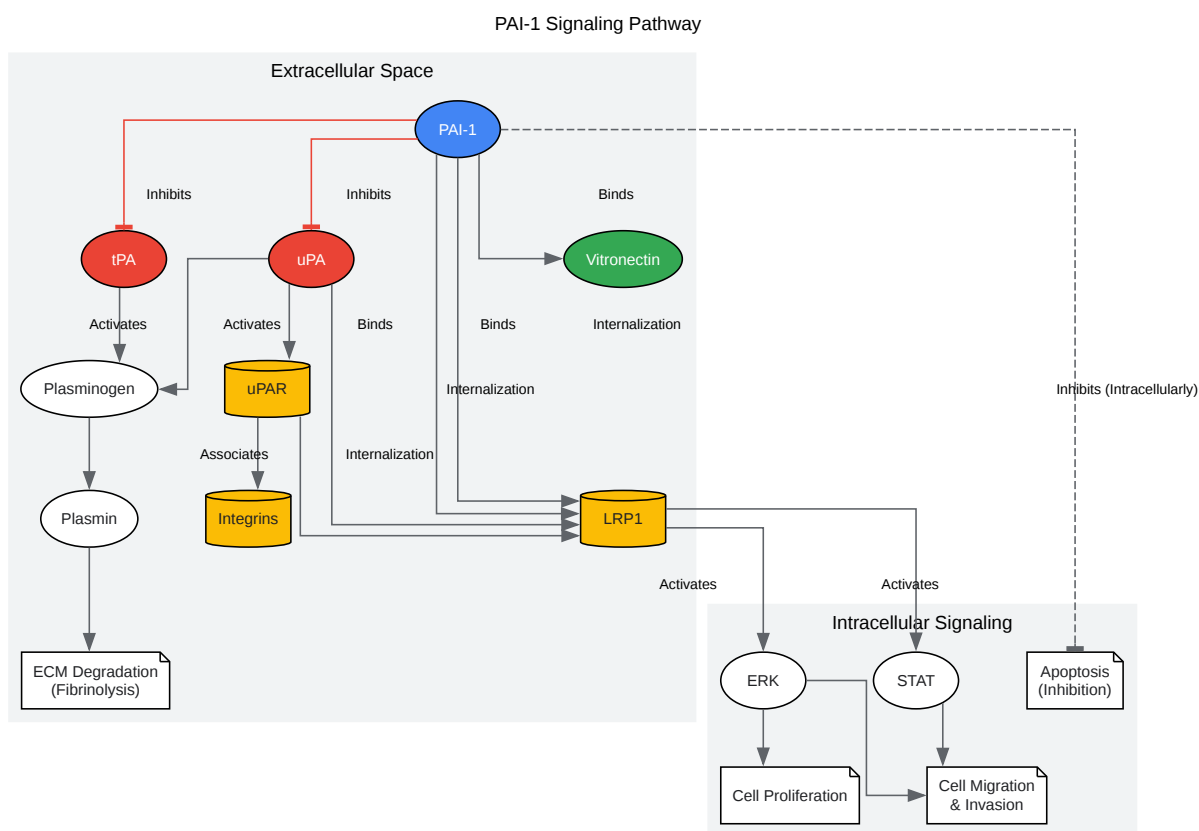 PAI-1 Signaling Pathway
Extracellular Space
PAI-1
Inhibits
Inhibits
Binds
tPA
uPA
Vitronectin
Activates
Activates
Binds
Binds
Internalization
Plasminogen
uPAR
Internalization
Inhibits (Intracellularly)
Associates
Internalization
Plasmin
Integrins
LRP1
Activates
Activates
Intracellular Signaling
ECM Degradation
(Fibrinolysis)
ERK
STAT
Apoptosis
(Inhibition)
Cell Proliferation
Cell Migration
& Invasion